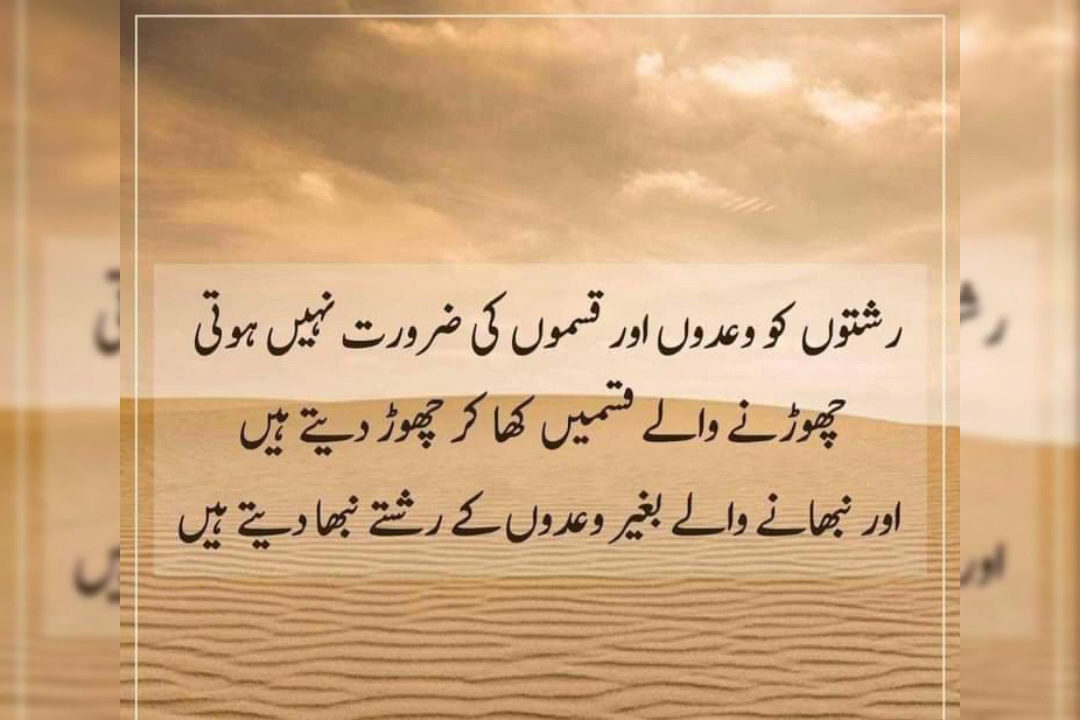 رشتوں کو وعدوں اور قسموں کی ضرورت نہیں ہوتی
چھوڑنے والے قسمیں کھا کر چھوڑ دیتے ہیں
اور نبھانے والے بغیر وعدوں کے رشتے نبھا دیتے ہیں